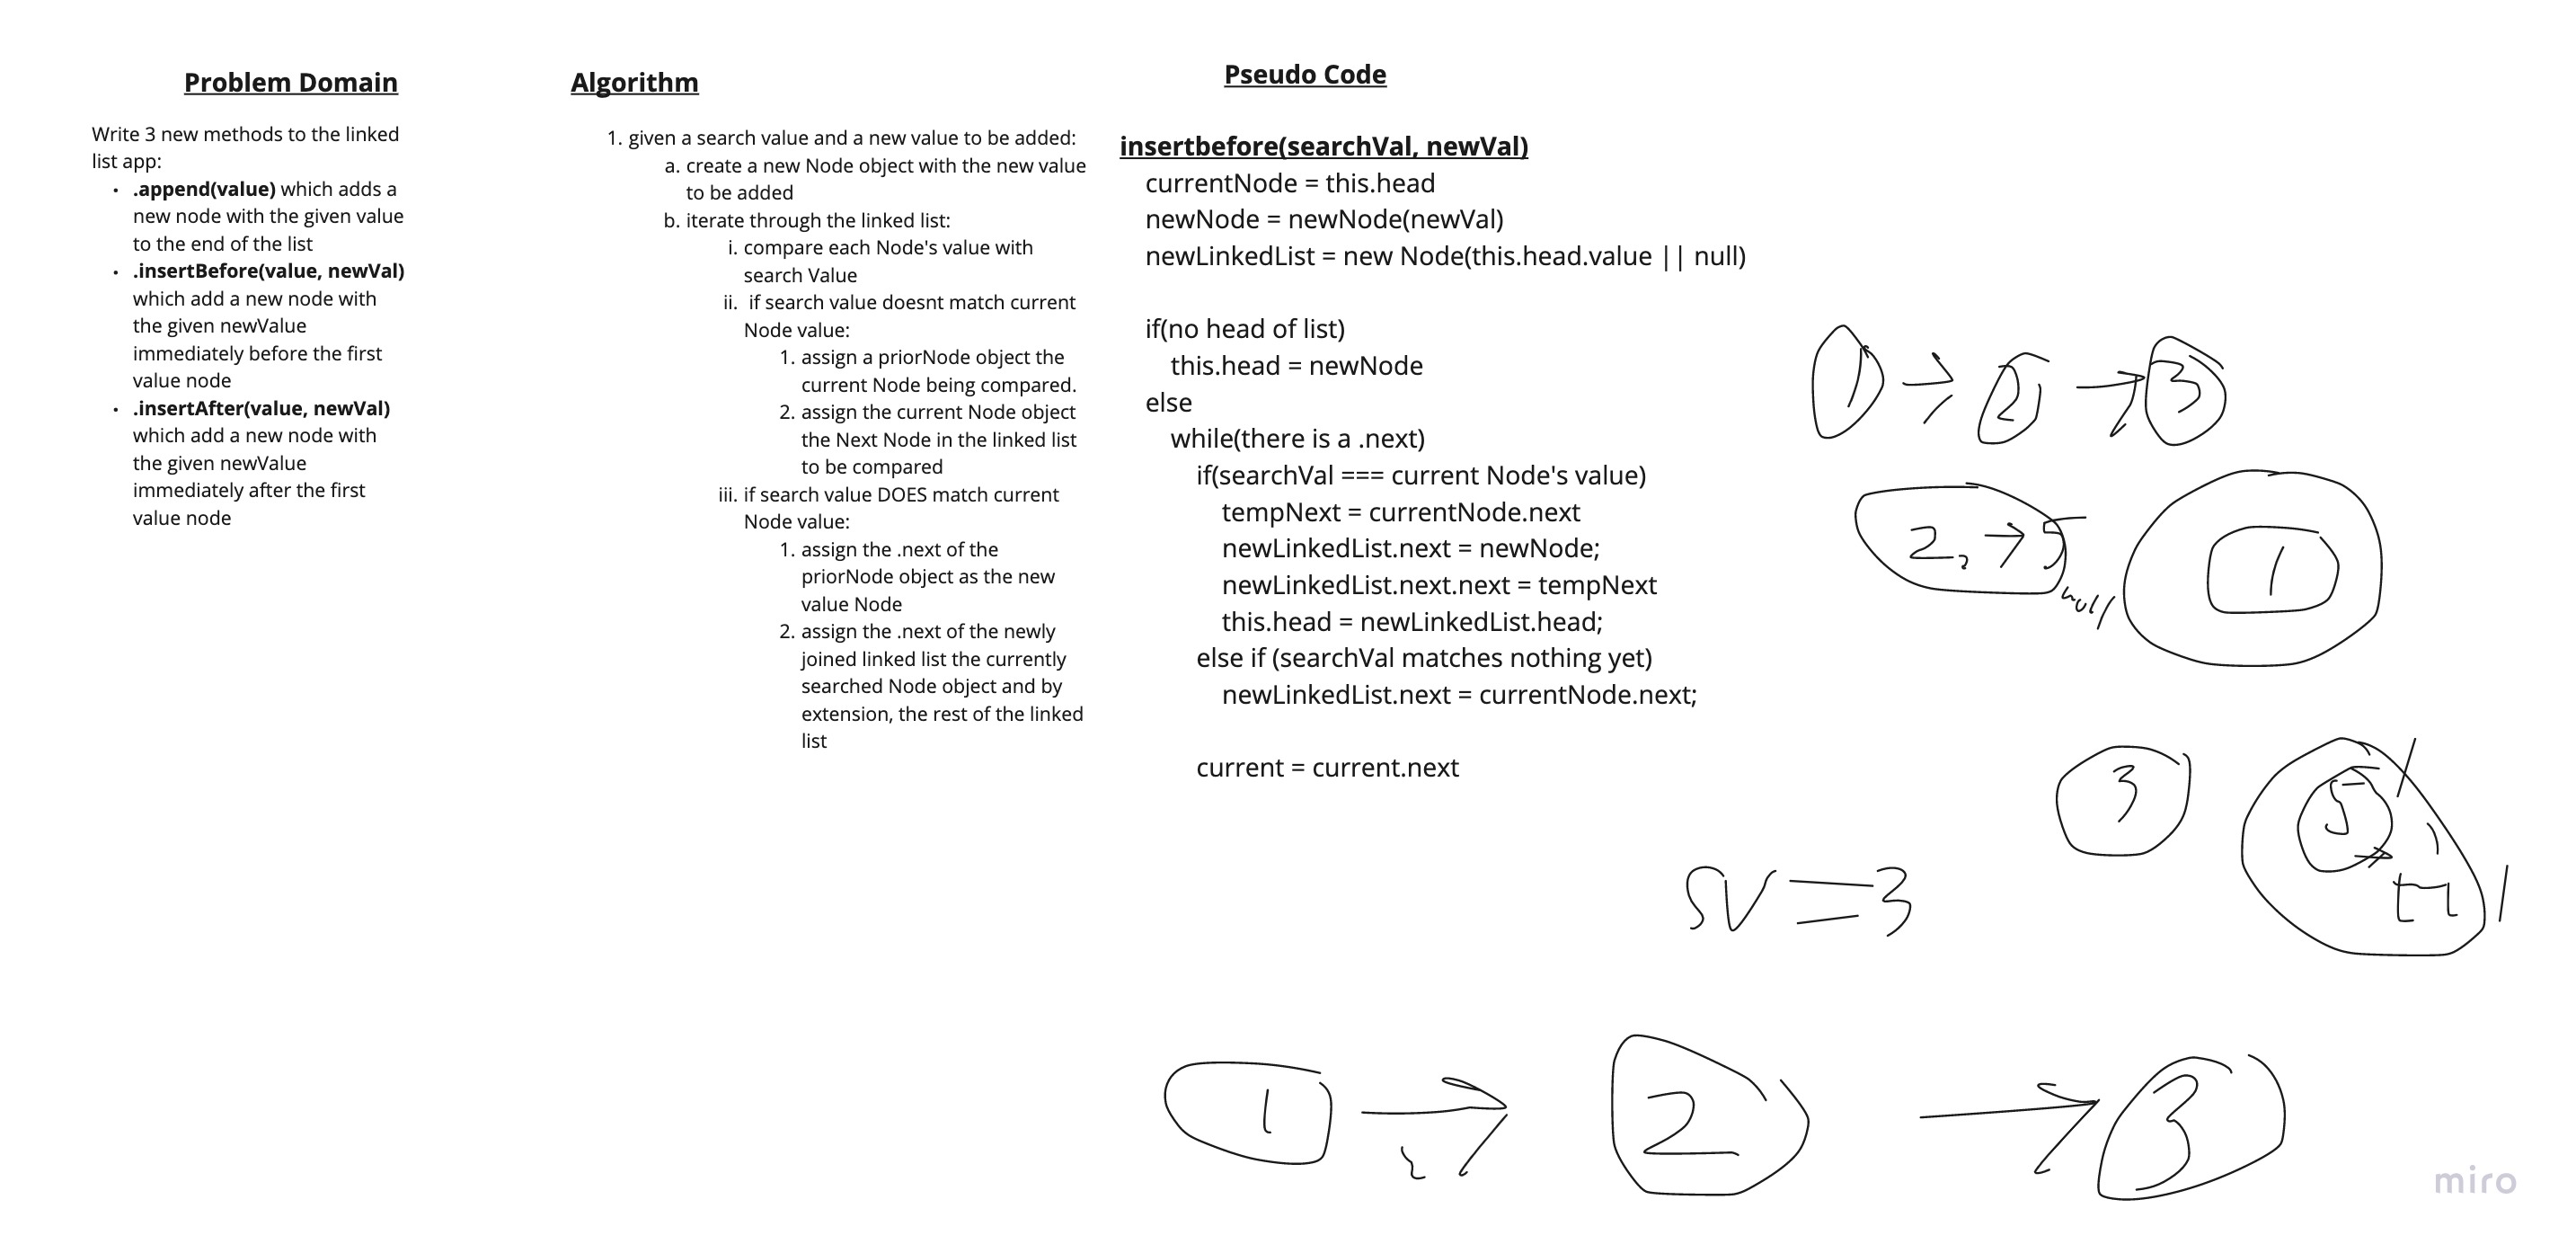 Problem Domain
Write 3 new methods to the linked
list app:
• .append(value) which adds a
new node with the given value
to the end of the list
• .insertBefore(value, newVal)
which add a new node with
the given newValue
immediately before the first
value node
• .insertAfter(value, newVal)
which add a new node with
the given newValue
immediately after the first
value node
Algorithm
1. given a search value and a new value to be added:
a. create a new Node object with the new value
to be added
b. iterate through the linked list:
i. compare each Node's value with
search Value
ii. if search value doesnt match current
Node value:
1. assign a priorNode object the
current Node being compared.
2. assign the current Node object
the Next Node in the linked list
to be compared
iii. if search value DOES match current
Node value:
1. assign the .next of the
priorNode object as the new
value Node
2. assign the .next of the newly
joined linked list the currently
searched Node object and by
extension, the rest of the linked
list
Pseudo Code
insertbefore(searchVal, newVal)
currentNode = this.head
newNode = newNode(newVal)
newLinkedList = new Node(this.head.value || null)
if(no head of list)
this.head = newNode
else
while(there is a .next)
if(searchVal === current Node's value)
tempNext = currentNode.next
newLinkedList.next = newNode;
newLinkedList.next.next = tempNext
this.head = newLinkedList.head;
else if (searchVal matches nothing yet)
newLinkedList.next = currentNode.next;
current = current.next
1 → 2 → 3
2, → 5
null
1
3
5
SV = 3
1 → 2 → 3
miro